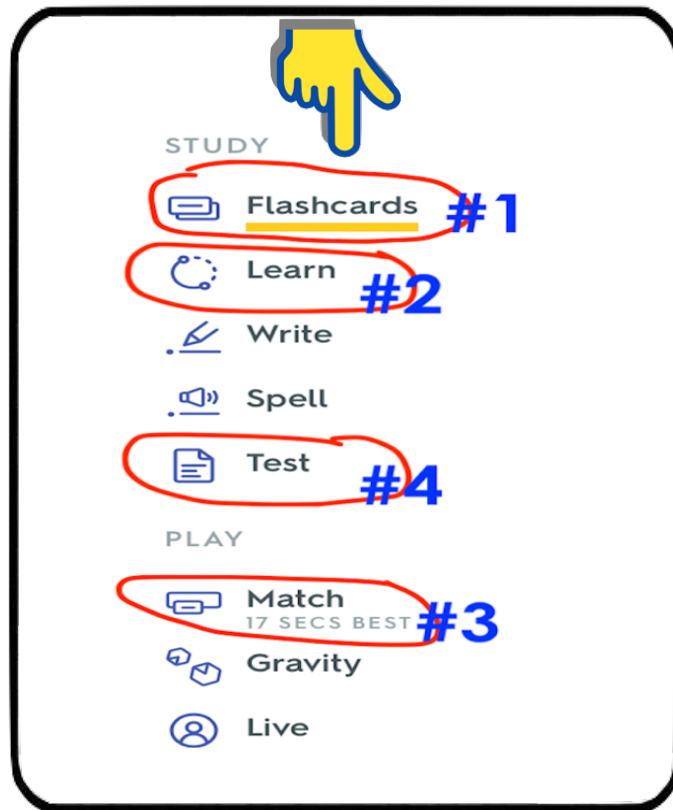 STUDY
Flashcards #1
Learn #2
Write
Spell
Test #4
PLAY
Match
17 SECS BEST #3
Gravity
Live